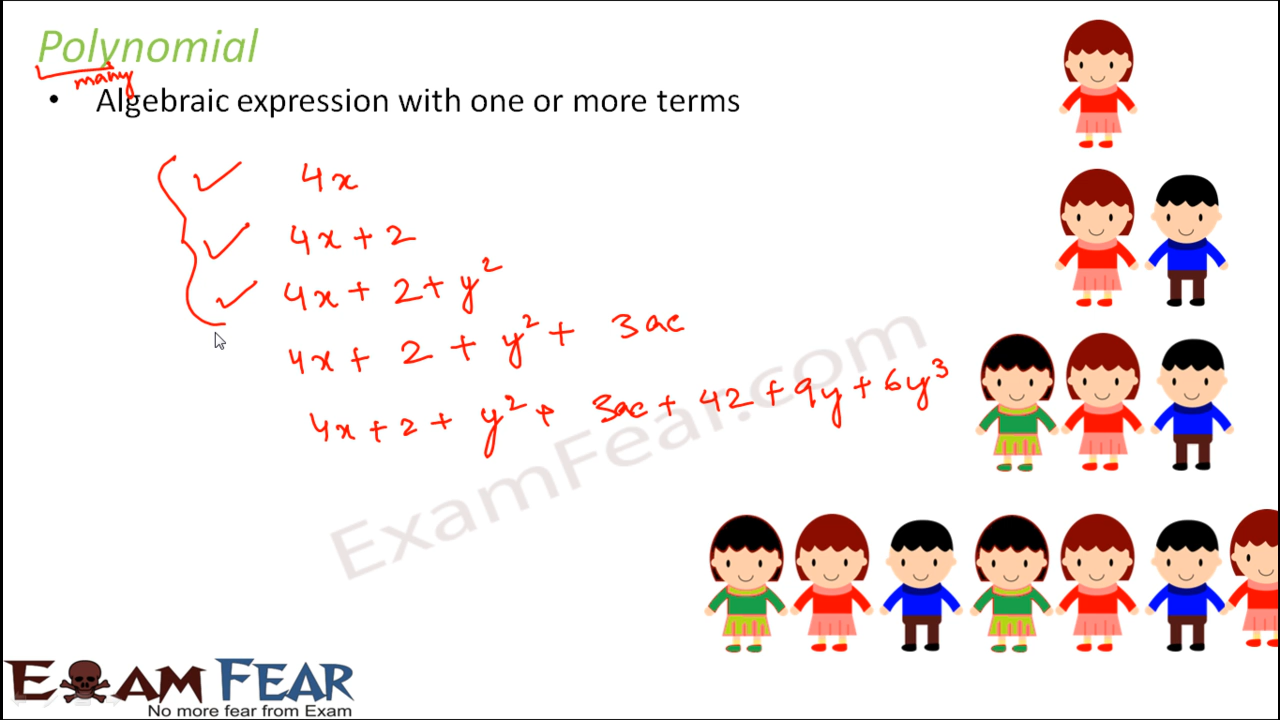 Polynomial
many
• Algebraic expression with one or more terms
4x
4x + 2
4x + 2 + y²
4x + 2 + y² + 3ac
4x + 2 + y² + 3ac + 42 + 9y + 6y³
ExamFear.com
EXAM FEAR
No more fear from Exam